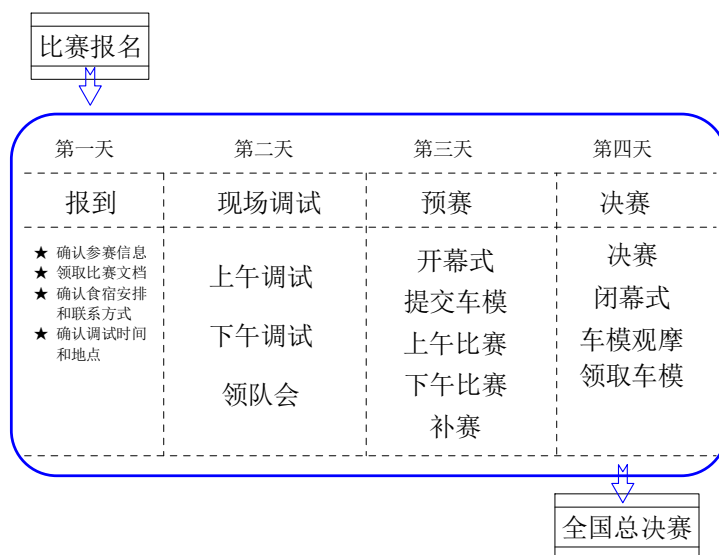 比赛报名
第一天 第二天 第三天 第四天
报到 现场调试 预赛 决赛
★ 确认参赛信息
★ 领取比赛文档
★ 确认食宿安排
和联系方式
★ 确认调试时间
和地点
上午调试
下午调试
领队会
开幕式
提交车模
上午比赛
下午比赛
补赛
决赛
闭幕式
车模观摩
领取车模
全国总决赛